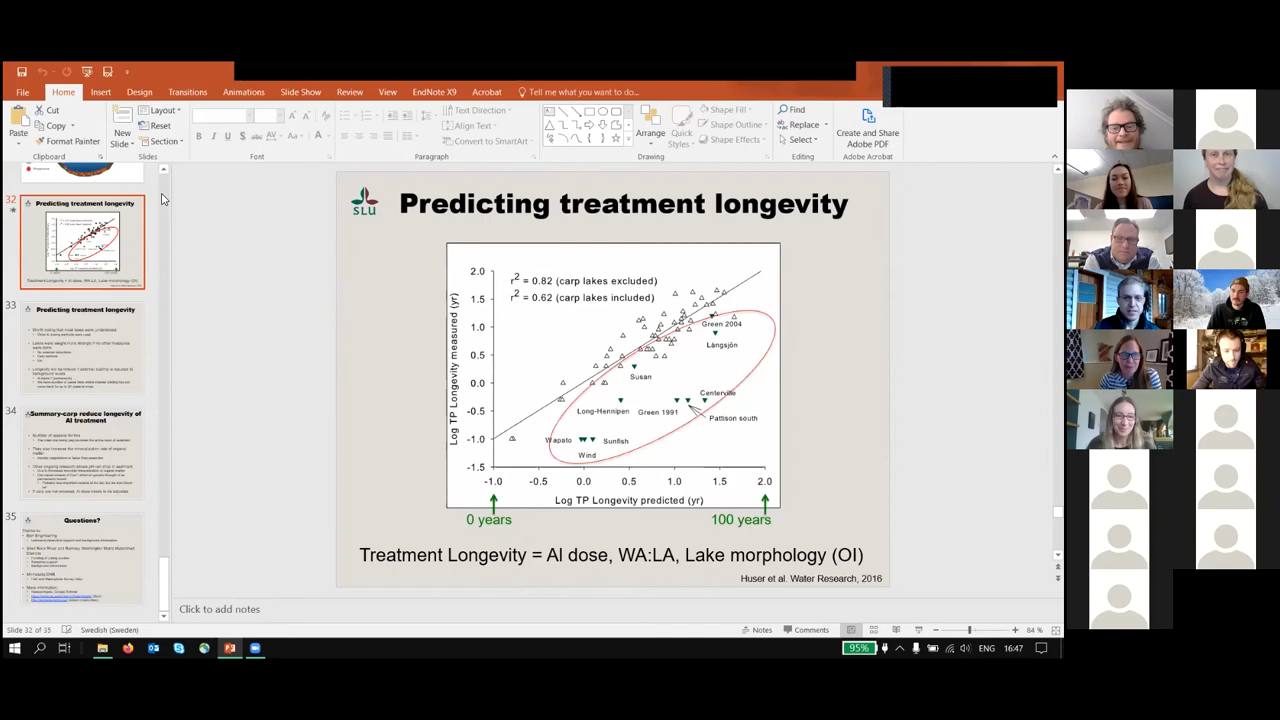 File
Home
Insert
Design
Transitions
Animations
Slide Show
Review
View
EndNote X9
Acrobat
Tell me what you want to do...
Paste
Cut
Copy
Format Painter
Clipboard
New
Slide
Layout
Reset
Section
Slides
B I U S abc AV Aa A
Font
Text Direction
Align Text
Convert to SmartArt
Paragraph
Arrange
Quick
Styles
Shape Fill
Shape Outline
Shape Effects
Drawing
Find
Replace
Select
Editing
Create and Share
Adobe PDF
Adobe Acrobat
32
Predicting treatment longevity
33
Predicting treatment longevity
34
Summary-carp reduce longevity of
Al treatment
35
Questions?
SLU
Predicting treatment longevity
r2 = 0.82 (carp lakes excluded)
r2 = 0.62 (carp lakes included)
Log TP Longevity measured (yr)
2.0
1.5
1.0
0.5
0.0
-0.5
-1.0
Green 2004
Långsjön
Susan
Centerville
Long-Hennipen
Green 1991
Pattison south
Wapato
Sunfish
Wind
-1.0 -0.5 0.0 0.5 1.0 1.5 2.0
Log TP Longevity predicted (yr)
0 years
100 years
Treatment Longevity = Al dose, WA:LA, Lake morphology (OI)
Huser et al. Water Research, 2016
Click to add notes
Slide 32 of 35
Swedish (Sweden)
Notes
Comments
84 %
95%
ENG
16:47